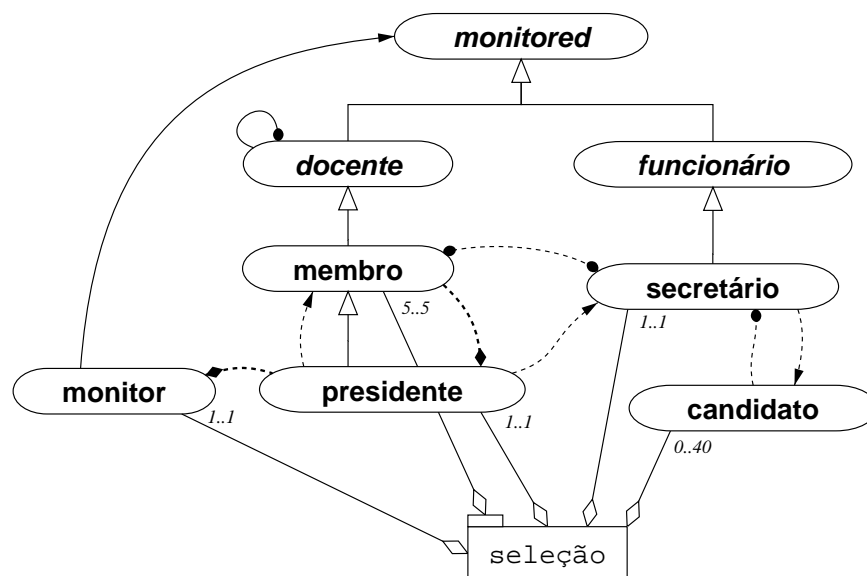 monitored
docente
funcionário
membro
secretário
5..5
1..1
monitor
presidente
candidato
1..1
1..1
0..40
seleção